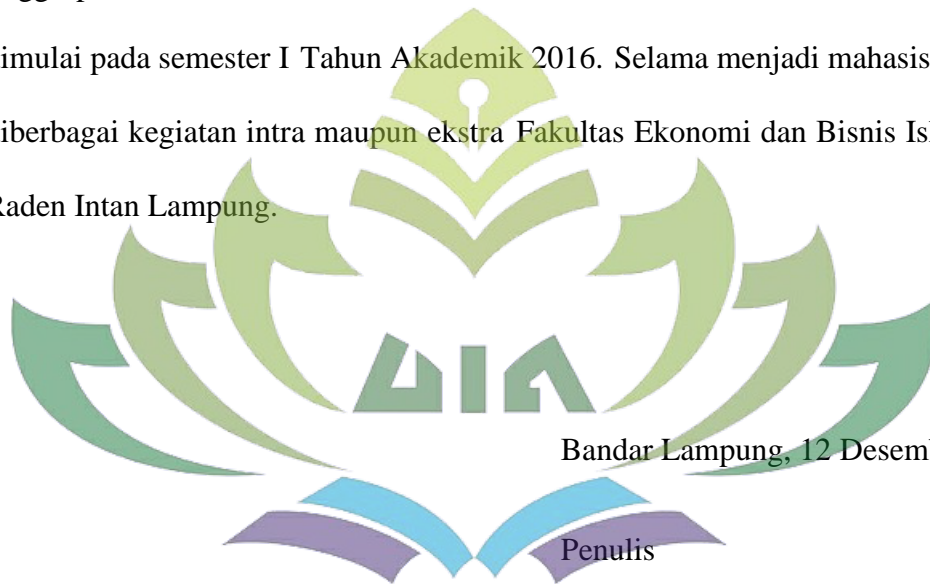 imulai pada semester I Tahun Akademik 2016. Selama menjadi mahasis
iberbagai kegiatan intra maupun ekstra Fakultas Ekonomi dan Bisnis Isl
Raden Intan Lampung.
UIN
Bandar Lampung, 12 Desem
Penulis